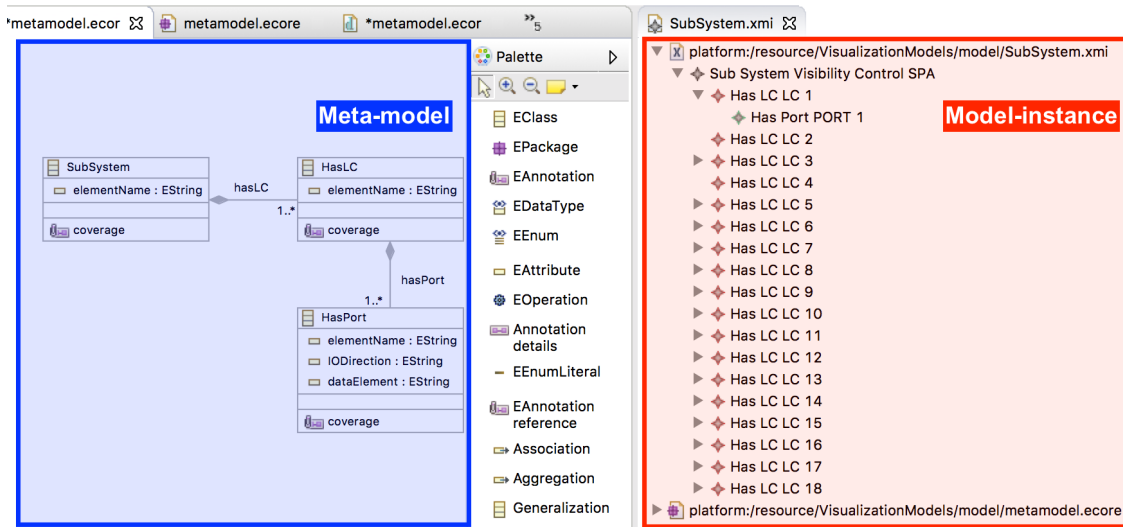 *metamodel.ecor
metamodel.ecore
*metamodel.ecor
»5
SubSystem.xmi
Meta-model
SubSystem
elementName : EString
coverage
hasLC
1..*
HasLC
elementName : EString
coverage
hasPort
1..*
HasPort
elementName : EString
IODirection : EString
dataElement : EString
coverage
Palette
EClass
EPackage
EAnnotation
EDataType
EEnum
EAttribute
EOperation
Annotation
details
EEnumLiteral
EAnnotation
reference
Association
Aggregation
Generalization
platform:/resource/VisualizationModels/model/SubSystem.xmi
Sub System Visibility Control SPA
Has LC LC 1
Has Port PORT 1
Model-instance
Has LC LC 2
Has LC LC 3
Has LC LC 4
Has LC LC 5
Has LC LC 6
Has LC LC 7
Has LC LC 8
Has LC LC 9
Has LC LC 10
Has LC LC 11
Has LC LC 12
Has LC LC 13
Has LC LC 14
Has LC LC 15
Has LC LC 16
Has LC LC 17
Has LC LC 18
platform:/resource/VisualizationModels/model/metamodel.ecore